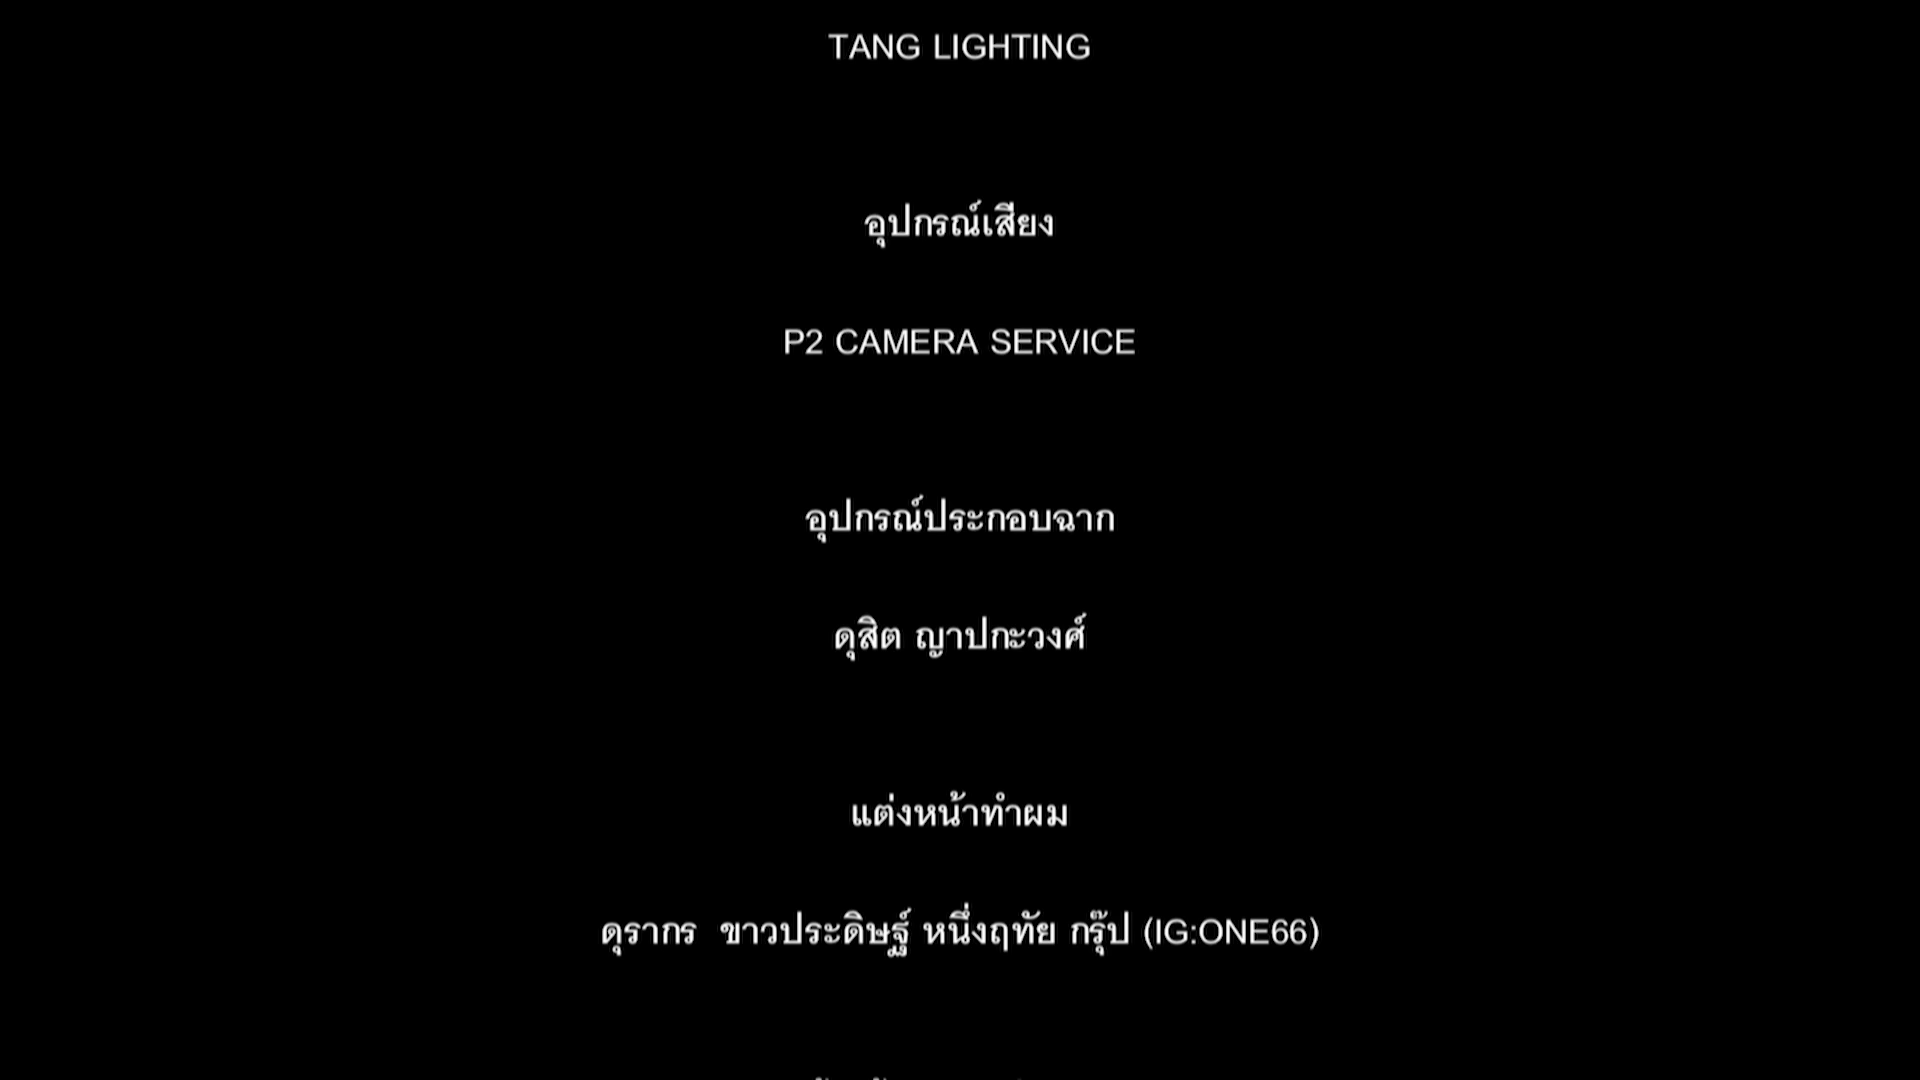 TANG LIGHTING
อุปกรณ์เสียง
P2 CAMERA SERVICE
อุปกรณ์ประกอบฉาก
ดุสิต ญาปกะวงศ์
แต่งหน้าทำผม
ดุรากร  ขาวประดิษฐ์ หนึ่งฤทัย กรุ๊ป (IG:ONE66)